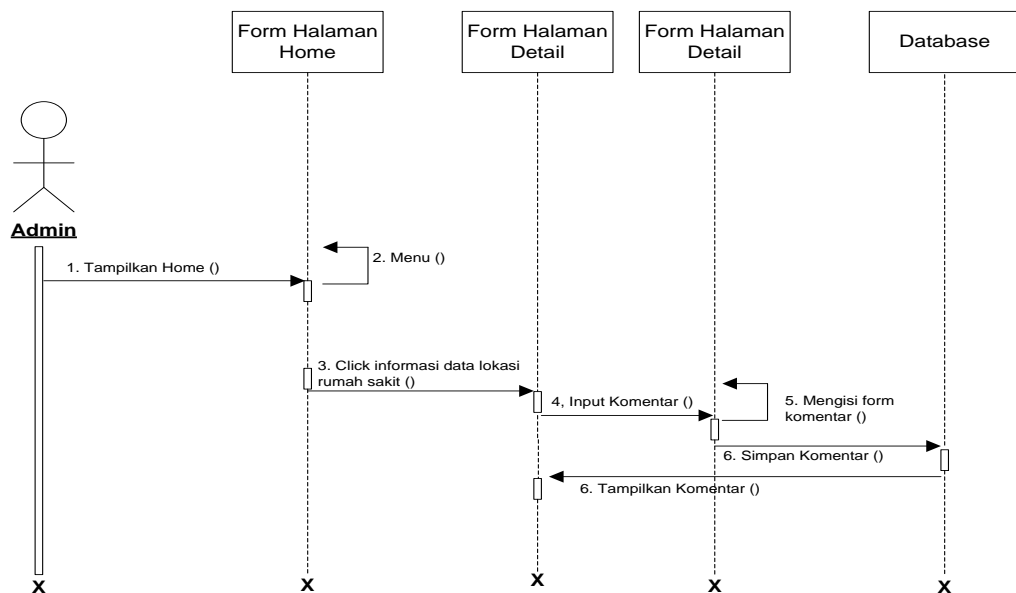 Form Halaman
Home
Form Halaman
Detail
Form Halaman
Detail
Database
Admin
1. Tampilkan Home ()
2. Menu ()
3. Click informasi data lokasi
rumah sakit ()
4, Input Komentar ()
5. Mengisi form
komentar ()
6. Simpan Komentar ()
6. Tampilkan Komentar ()
X
X
X
X
X